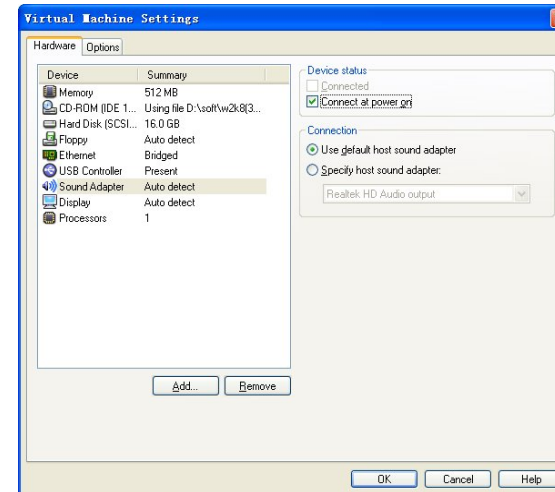 Virtual Machine Settings
Hardware Options
Device Summary
Memory 512 MB
CD-ROM (IDE 1... Using file D:\soft\w2k8(3...
Hard Disk (SCSI... 16.0 GB
Floppy Auto detect
Ethernet Bridged
USB Controller Present
Sound Adapter Auto detect
Display Auto detect
Processors 1
Add... Remove
Device status
Connected
Connect at power on
Connection
Use default host sound adapter
Specify host sound adapter:
Realtek HD Audio output
OK Cancel Help